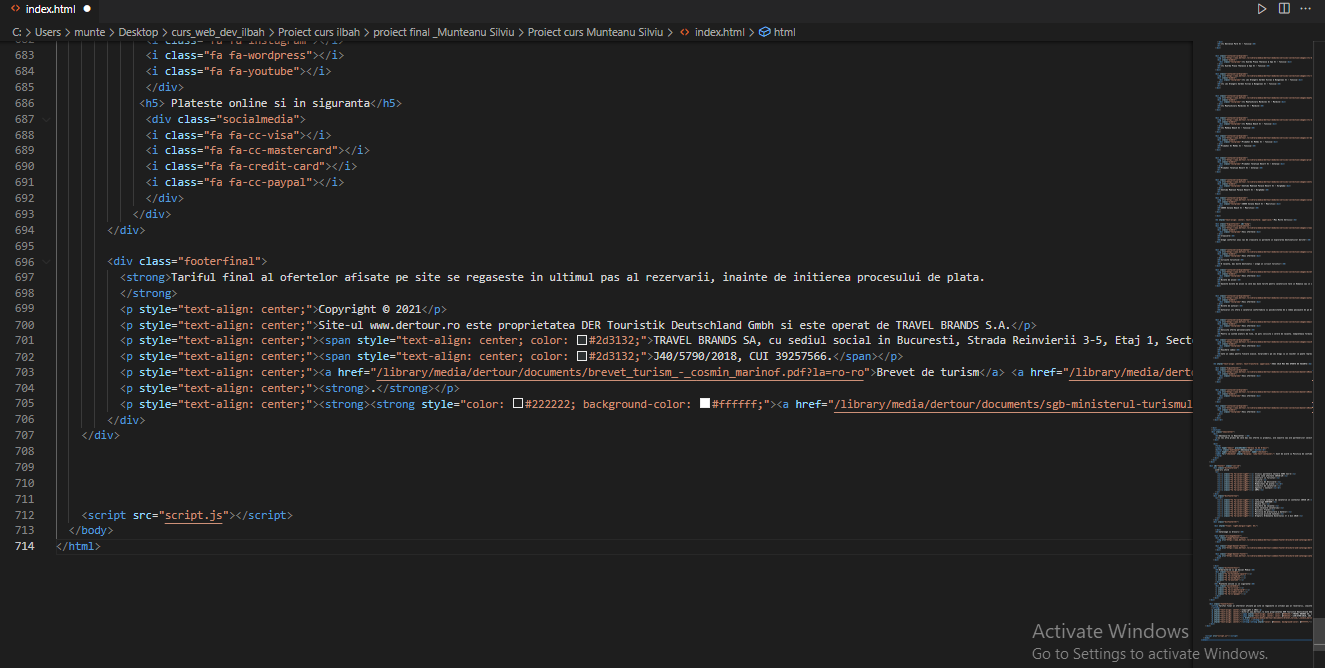 index.html
C: > Users > munte > Desktop > curs_web_dev_ilbah > Proiect curs ilbah > proiect final _Munteanu Silviu > Proiect curs Munteanu Silviu > index.html > html
682 <i class="fa fa-instagram"></i>
683 <i class="fa fa-wordpress"></i>
684 <i class="fa fa-youtube"></i>
685 </div>
686 <h5> Plateste online si in siguranta</h5>
687 <div class="socialmedia">
688 <i class="fa fa-cc-visa"></i>
689 <i class="fa fa-cc-mastercard"></i>
690 <i class="fa fa-credit-card"></i>
691 <i class="fa fa-cc-paypal"></i>
692 </div>
693 </div>
694 </div>
695
696 <div class="footerfinal">
697 <strong>Tariful final al ofertelor afisate pe site se regaseste in ultimul pas al rezervarii, inainte de initierea procesului de plata.
698 </strong>
699 <p style="text-align: center;">Copyright © 2021</p>
700 <p style="text-align: center;">Site-ul www.dertour.ro este proprietatea DER Touristik Deutschland Gmbh si este operat de TRAVEL BRANDS S.A.</p>
701 <p style="text-align: center;"><span style="text-align: center; color: #2d3132;">TRAVEL BRANDS SA, cu sediul social in Bucuresti, Strada Reinvierii 3-5, Etaj 1, Sect
702 <p style="text-align: center;"><span style="text-align: center; color: #2d3132;">J40/5790/2018, CUI 39257566.</span></p>
703 <p style="text-align: center;"><a href="/library/media/dertour/documents/brevet_turism_-_cosmin_marinof.pdf?la=ro-ro">Brevet de turism</a> <a href="/library/media/dert
704 <p style="text-align: center;"><strong>.</strong></p>
705 <p style="text-align: center;"><strong><strong style="color: #222222; background-color: #ffffff;"><a href="/library/media/dertour/documents/sgb-ministerul-turismul
706 </div>
707 </div>
708
709
710
711
712 <script src="script.js"></script>
713 </body>
714 </html>
Activate Windows
Go to Settings to activate Windows.